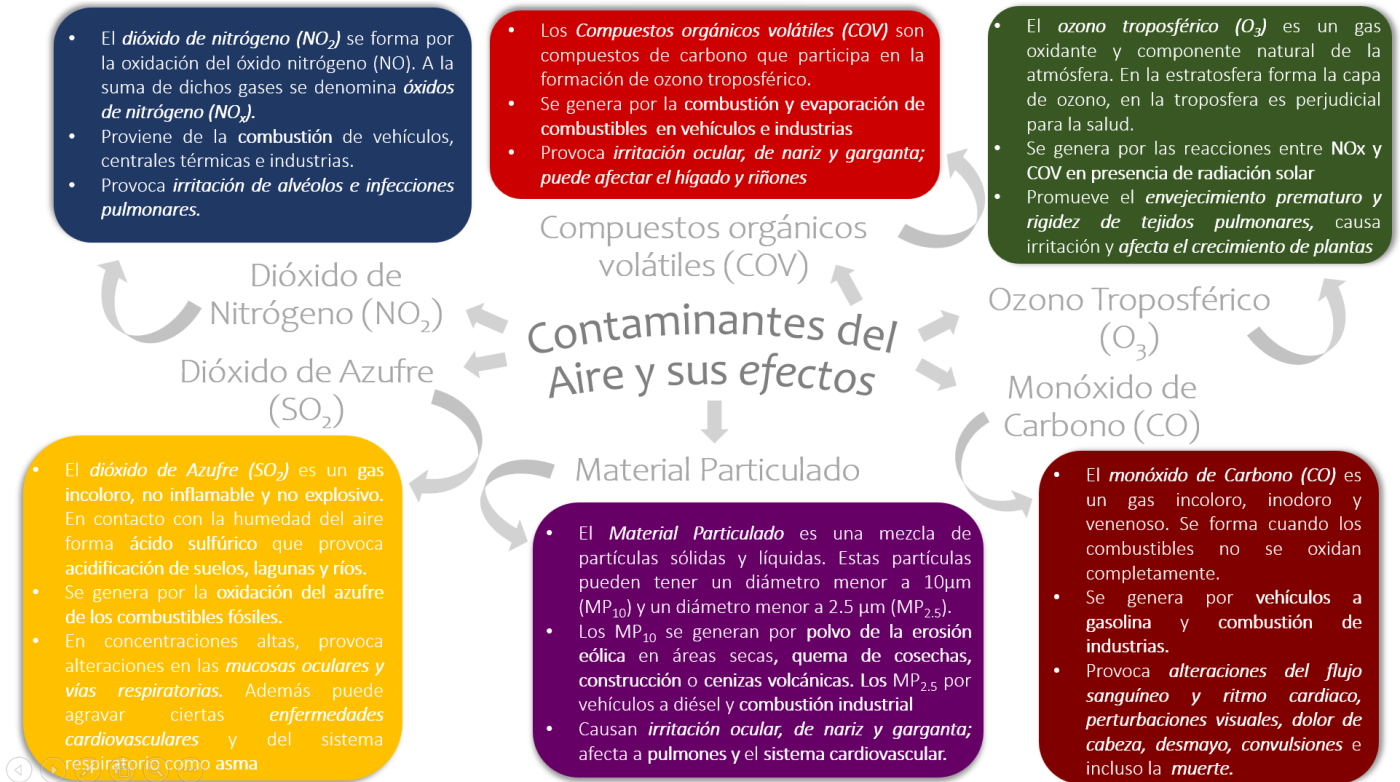 • El dióxido de nitrógeno (NO₂) se forma por
la oxidación del óxido nitrógeno (NO). A la
suma de dichos gases se denomina óxidos
de nitrógeno (NOₓ).
• Proviene de la combustión de vehículos,
centrales térmicas e industrias.
• Provoca irritación de alvéolos e infecciones
pulmonares.
• Los Compuestos orgánicos volátiles (COV) son
compuestos de carbono que participa en la
formación de ozono troposférico.
• Se genera por la combustión y evaporación de
combustibles en vehículos e industrias
• Provoca irritación ocular, de nariz y garganta;
puede afectar el hígado y riñones
• El ozono troposférico (O₃) es un gas
oxidante y componente natural de la
atmósfera. En la estratosfera forma la capa
de ozono, en la troposfera es perjudicial
para la salud.
• Se genera por las reacciones entre NOx y
COV en presencia de radiación solar
• Promueve el envejecimiento prematuro y
rigidez de tejidos pulmonares, causa
irritación y afecta el crecimiento de plantas
Compuestos orgánicos
volátiles (COV)
Dióxido de
Nitrógeno (NO₂)
Ozono Troposférico
(O₃)
Contaminantes del
Aire y sus efectos
Dióxido de Azufre
(SO₂)
Monóxido de
Carbono (CO)
Material Particulado
• El dióxido de Azufre (SO₂) es un gas
incoloro, no inflamable y no explosivo.
En contacto con la humedad del aire
forma ácido sulfúrico que provoca
acidificación de suelos, lagunas y ríos.
• Se genera por la oxidación del azufre
de los combustibles fósiles.
• En concentraciones altas, provoca
alteraciones en las mucosas oculares y
vías respiratorias. Además puede
agravar ciertas enfermedades
cardiovasculares y del sistema
respiratorio como asma
• El Material Particulado es una mezcla de
partículas sólidas y líquidas. Estas partículas
pueden tener un diámetro menor a 10µm
(MP₁₀) y un diámetro menor a 2.5 µm (MP₂.₅).
• Los MP₁₀ se generan por polvo de la erosión
eólica en áreas secas, quema de cosechas,
construcción o cenizas volcánicas. Los MP₂.₅ por
vehículos a diésel y combustión industrial
• Causan irritación ocular, de nariz y garganta;
afecta a pulmones y el sistema cardiovascular.
• El monóxido de Carbono (CO) es
un gas incoloro, inodoro y
venenoso. Se forma cuando los
combustibles no se oxidan
completamente.
• Se genera por vehículos a
gasolina y combustión de
industrias.
• Provoca alteraciones del flujo
sanguíneo y ritmo cardiaco,
perturbaciones visuales, dolor de
cabeza, desmayo, convulsiones e
incluso la muerte.